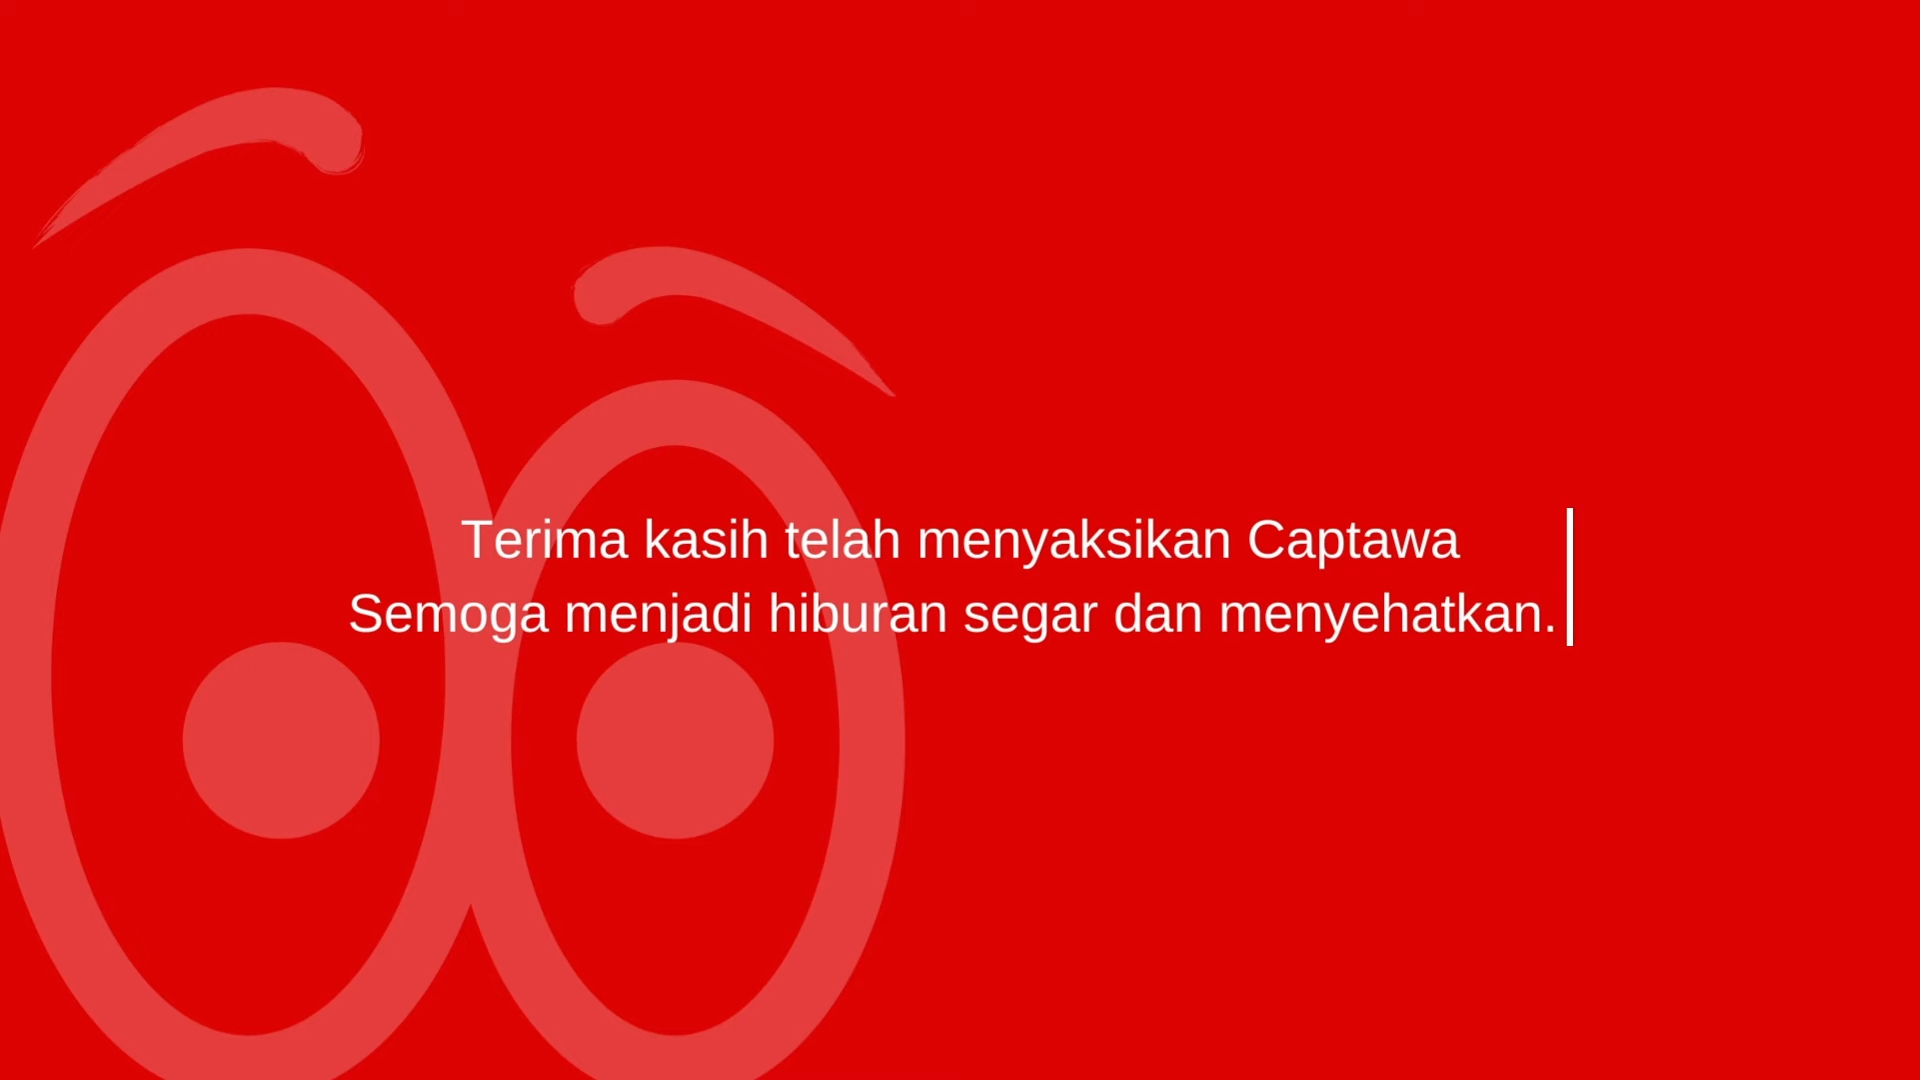 Terima kasih telah menyaksikan Captawa
Semoga menjadi hiburan segar dan menyehatkan.